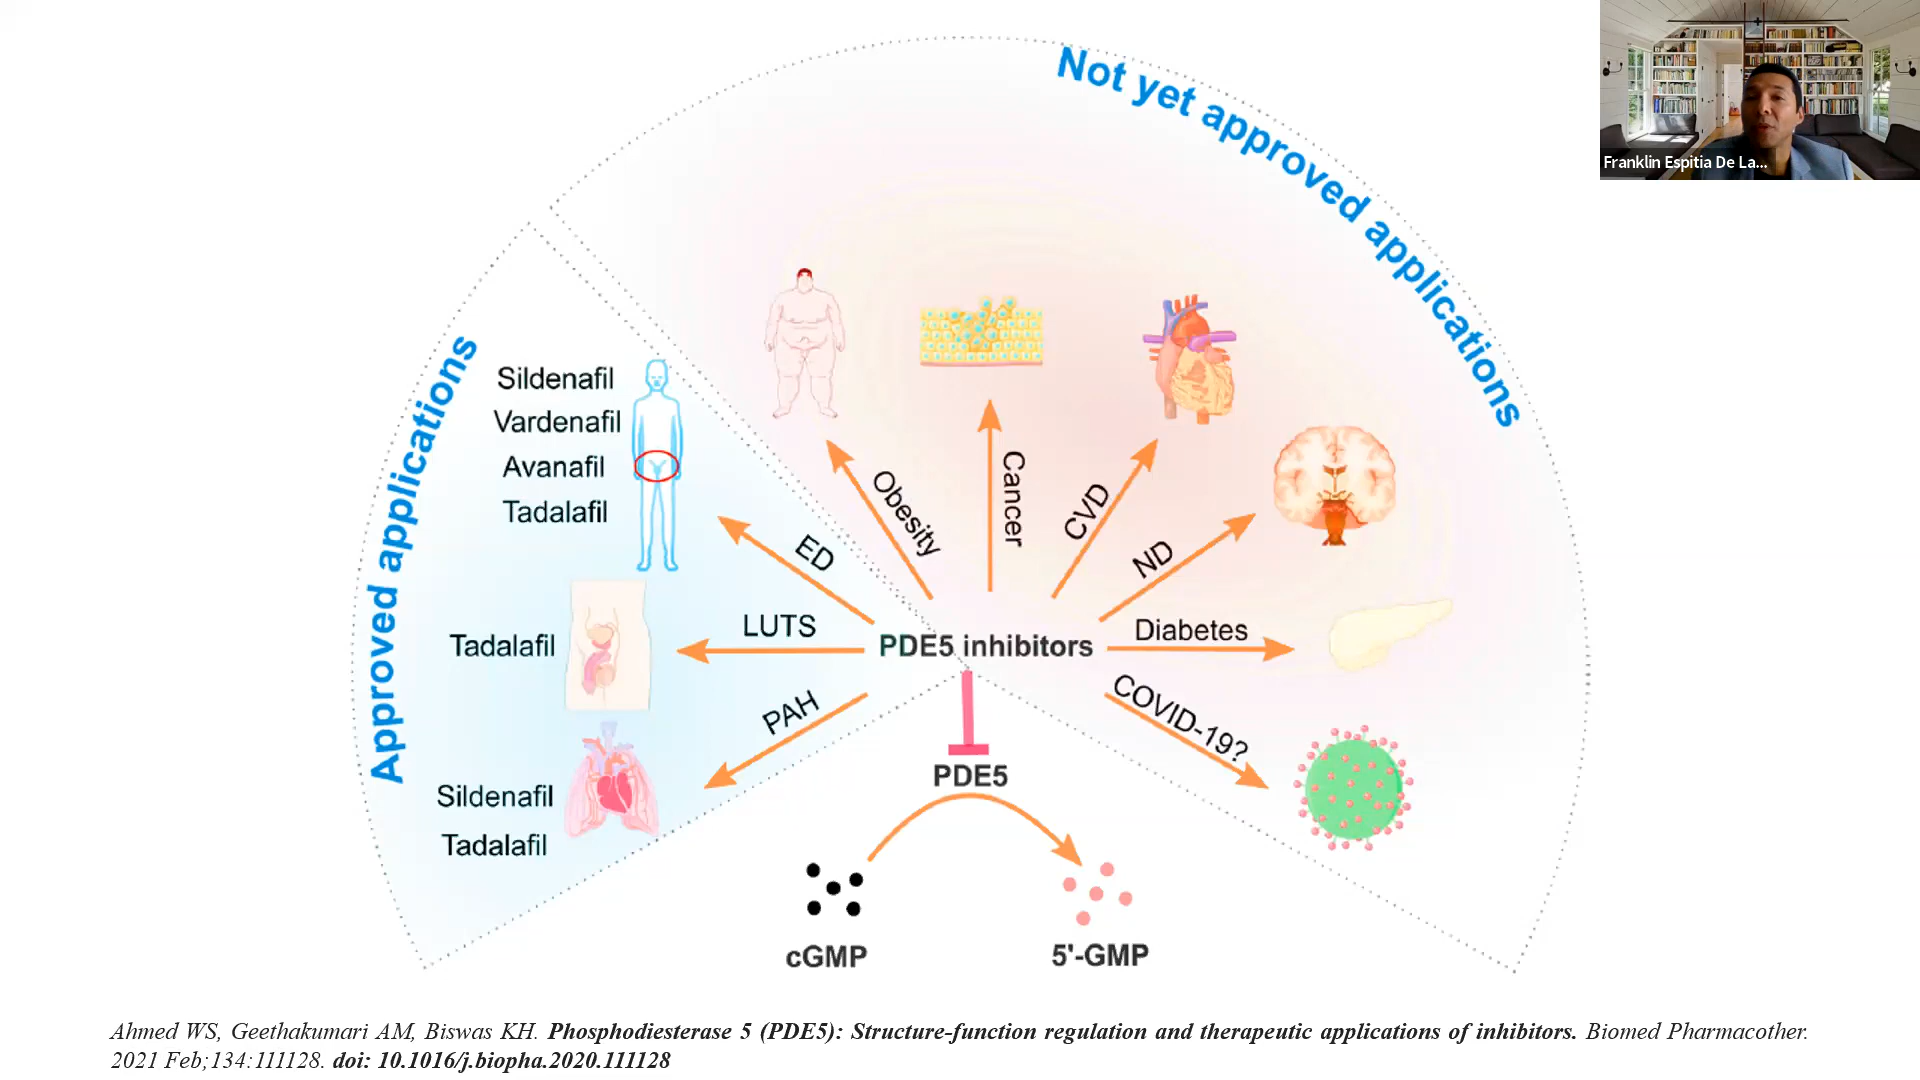 Not yet approved applications
Franklin Espitia De La...
Approved applications
Sildenafil
Vardenafil
Avanafil
Tadalafil
Obesity
Cancer
CVD
ND
ED
LUTS
Tadalafil
PDE5 inhibitors
Diabetes
PAH
COVID-19?
Sildenafil
Tadalafil
PDE5
cGMP
5'-GMP
Ahmed WS, Geethakumari AM, Biswas KH. Phosphodiesterase 5 (PDE5): Structure-function regulation and therapeutic applications of inhibitors. Biomed Pharmacother.
2021 Feb;134:111128. doi: 10.1016/j.biopha.2020.111128